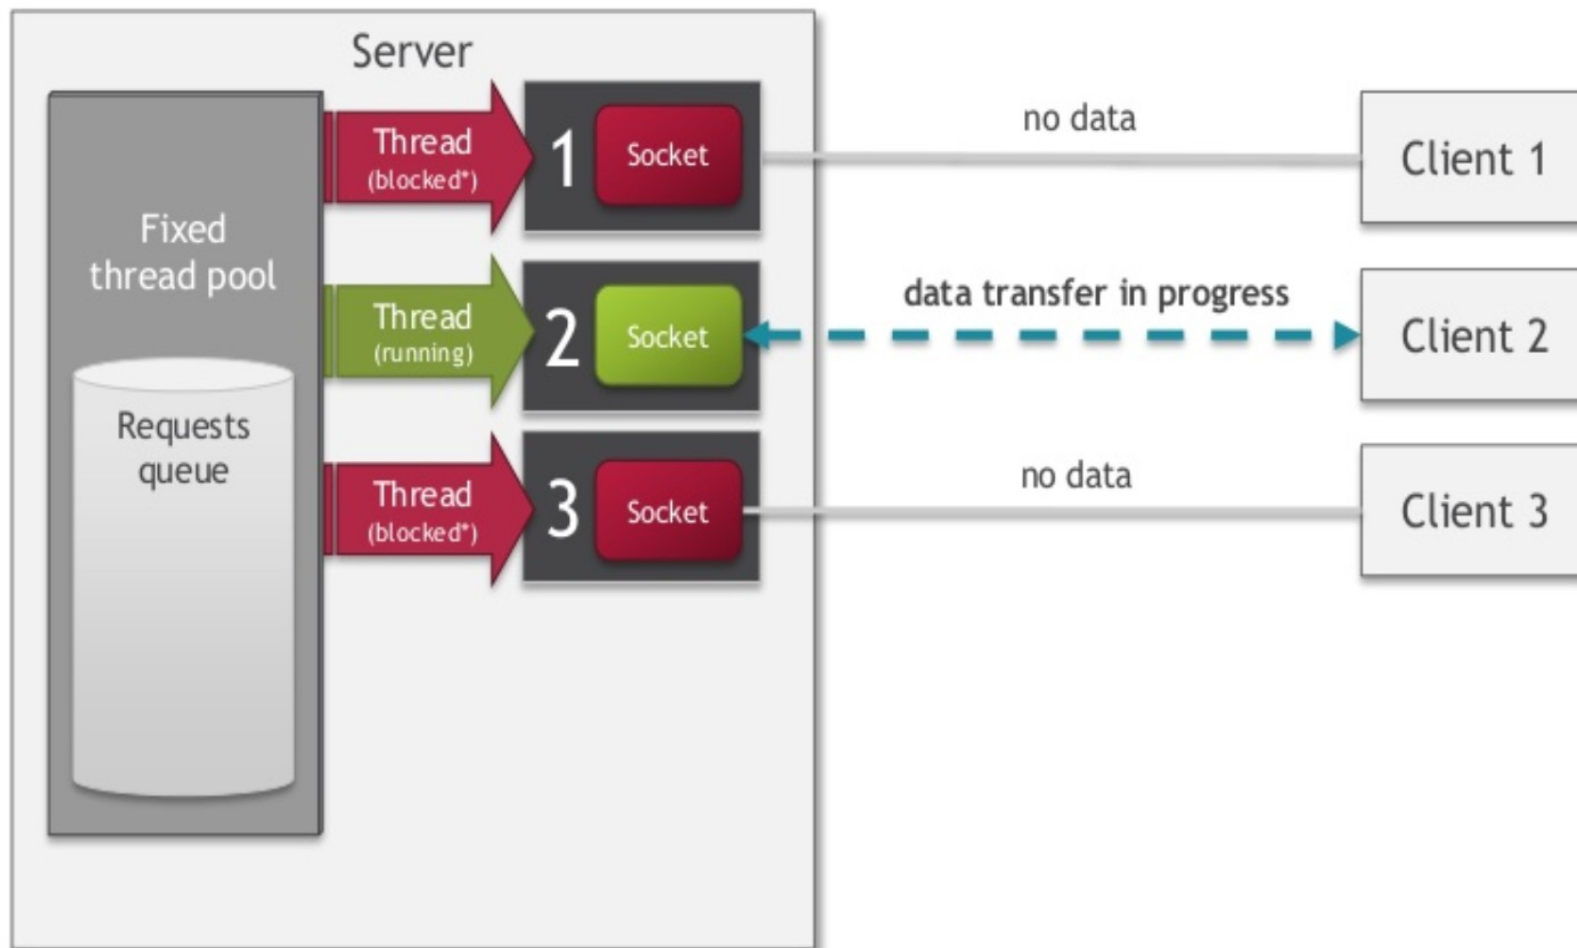 Server
Fixed
thread pool
Requests
queue
Thread
(blocked*)
1
Socket
no data
Client 1
Thread
(running)
2
Socket
data transfer in progress
Client 2
Thread
(blocked*)
3
Socket
no data
Client 3